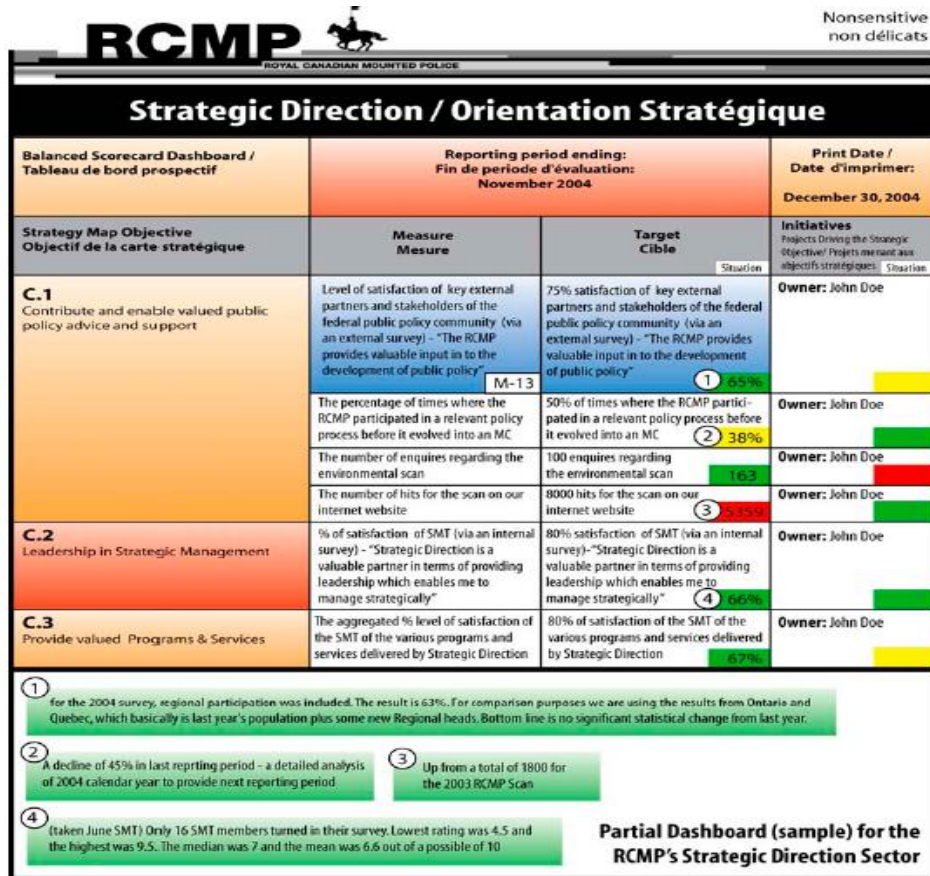 Nonsensitive
non délicats
RCMP
ROYAL CANADIAN MOUNTED POLICE
Strategic Direction / Orientation Stratégique
Balanced Scorecard Dashboard /
Tableau de bord prospectif
Reporting period ending:
Fin de periode d'évaluation:
November 2004
Print Date /
Date d'imprimer:
December 30, 2004
Strategy Map Objective
Objectif de la carte stratégique
Measure
Mesure
Target
Cible
Situation
Initiatives
Projects Driving the Strategic
Objective/ Projets menant aux
objectifs stratégiques
Situation
C.1
Contribute and enable valued public
policy advice and support
Level of satisfaction of key external
partners and stakeholders of the
federal public policy community (via
an external survey) - "The RCMP
provides valuable input in to the
development of public policy"
M-13
75% satisfaction of key external
partners and stakeholders of the federal
public policy community (via an
external survey) - "The RCMP provides
valuable input in to the development
of public policy"
1 65%
Owner: John Doe
The percentage of times where the
RCMP participated in a relevant policy
process before it evolved into an MC
50% of times where the RCMP partici-
pated in a relevant policy process before
it evolved into an MC
2 38%
Owner: John Doe
The number of enquires regarding the
environmental scan
100 enquires regarding
the environmental scan
163
Owner: John Doe
The number of hits for the scan on our
internet website
8000 hits for the scan on our
internet website
3 5359
Owner: John Doe
C.2
Leadership in Strategic Management
% of satisfaction of SMT (via an internal
survey) - "Strategic Direction is a
valuable partner in terms of providing
leadership which enables me to
manage strategically"
80% satisfaction of SMT (via an internal
survey)-"Strategic Direction is a
valuable partner in terms of providing
leadership which enables me to
manage strategically"
4 66%
Owner: John Doe
C.3
Provide valued Programs & Services
The aggregated % level of satisfaction of
the SMT of the various programs and
services delivered by Strategic Direction
80% of satisfaction of the SMT of the
various programs and services delivered
by Strategic Direction
67%
Owner: John Doe
1
for the 2004 survey, regional participation was included. The result is 63%. For comparison purposes we are using the results from Ontario and
Quebec, which basically is last year's population plus some new Regional heads. Bottom line is no significant statistical change from last year.
2
A decline of 45% in last reprting period - a detailed analysis
of 2004 calendar year to provide next reporting period
3
Up from a total of 1800 for
the 2003 RCMP Scan
4
(taken June SMT) Only 16 SMT members turned in their survey. Lowest rating was 4.5 and
the highest was 9.5. The median was 7 and the mean was 6.6 out of a possible of 10
Partial Dashboard (sample) for the
RCMP's Strategic Direction Sector